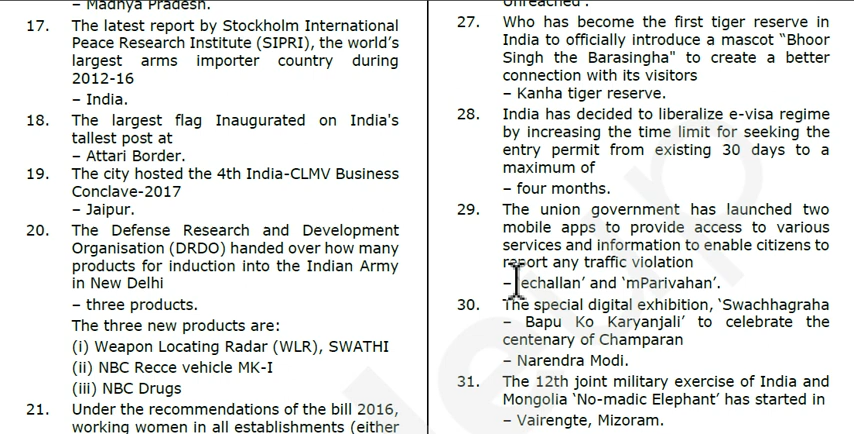 – Madhya Pradesh.
17. The latest report by Stockholm International
Peace Research Institute (SIPRI), the world's
largest arms importer country during
2012-16
– India.
18. The largest flag Inaugurated on India's
tallest post at
– Attari Border.
19. The city hosted the 4th India-CLMV Business
Conclave-2017
– Jaipur.
20. The Defense Research and Development
Organisation (DRDO) handed over how many
products for induction into the Indian Army
in New Delhi
– three products.
The three new products are:
(i) Weapon Locating Radar (WLR), SWATHI
(ii) NBC Recce vehicle MK-I
(iii) NBC Drugs
21. Under the recommendations of the bill 2016,
working women in all establishments (either
27. Who has become the first tiger reserve in
India to officially introduce a mascot "Bhoor
Singh the Barasingha" to create a better
connection with its visitors
– Kanha tiger reserve.
28. India has decided to liberalize e-visa regime
by increasing the time limit for seeking the
entry permit from existing 30 days to a
maximum of
– four months.
29. The union government has launched two
mobile apps to provide access to various
services and information to enable citizens to
report any traffic violation
– echallan' and 'mParivahan'.
30. The special digital exhibition, 'Swachhagraha
– Bapu Ko Karyanjali' to celebrate the
centenary of Champaran
– Narendra Modi.
31. The 12th joint military exercise of India and
Mongolia 'No-madic Elephant' has started in
– Vairengte, Mizoram.